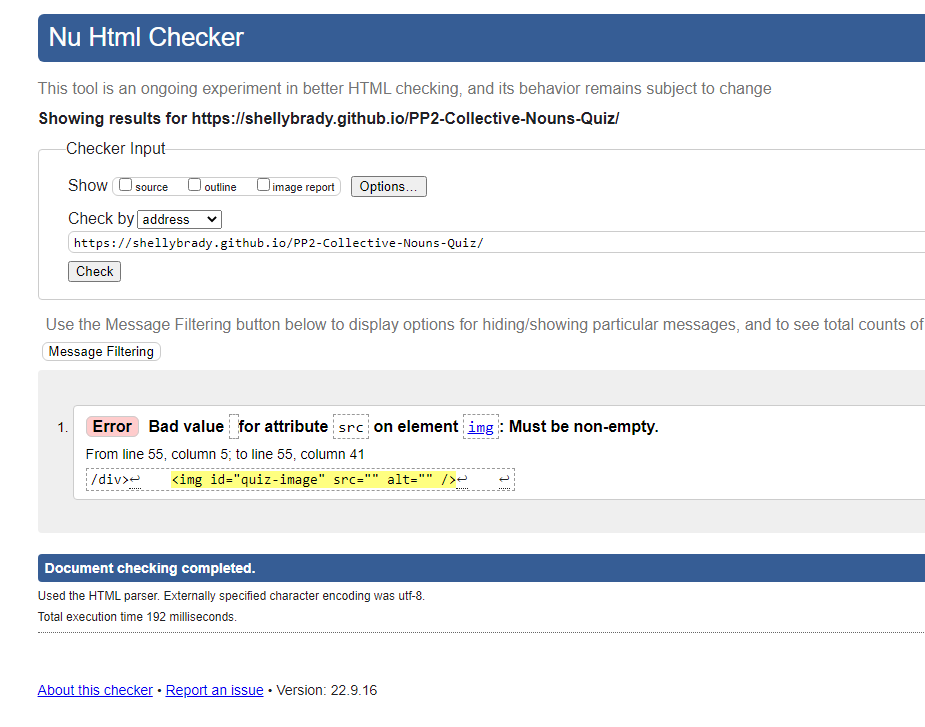 Nu Html Checker
This tool is an ongoing experiment in better HTML checking, and its behavior remains subject to change
Showing results for https://shellybrady.github.io/PP2-Collective-Nouns-Quiz/
Checker Input
Show source outline image report Options...
Check by address
https://shellybrady.github.io/PP2-Collective-Nouns-Quiz/
Check
Use the Message Filtering button below to display options for hiding/showing particular messages, and to see total counts of
Message Filtering
1. Error Bad value for attribute src on element img: Must be non-empty.
From line 55, column 5; to line 55, column 41
/div>↩ <img id="quiz-image" src="" alt="" />↩ ↩
Document checking completed.
Used the HTML parser. Externally specified character encoding was utf-8.
Total execution time 192 milliseconds.
About this checker • Report an issue • Version: 22.9.16